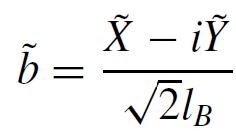 b̃ = (X̃ − iỸ) / (√2 l_B)